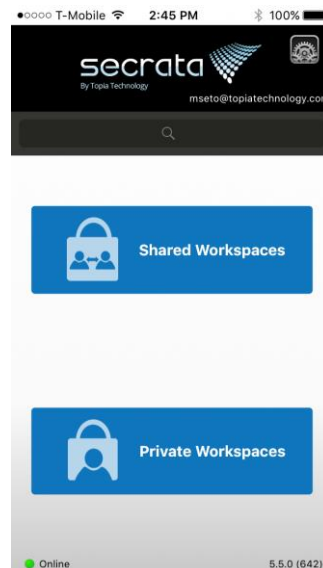 T-Mobile 2:45 PM 100%
secrata
By Topia Technology
mseto@topiatechnology.com
Shared Workspaces
Private Workspaces
Online 5.5.0 (642)